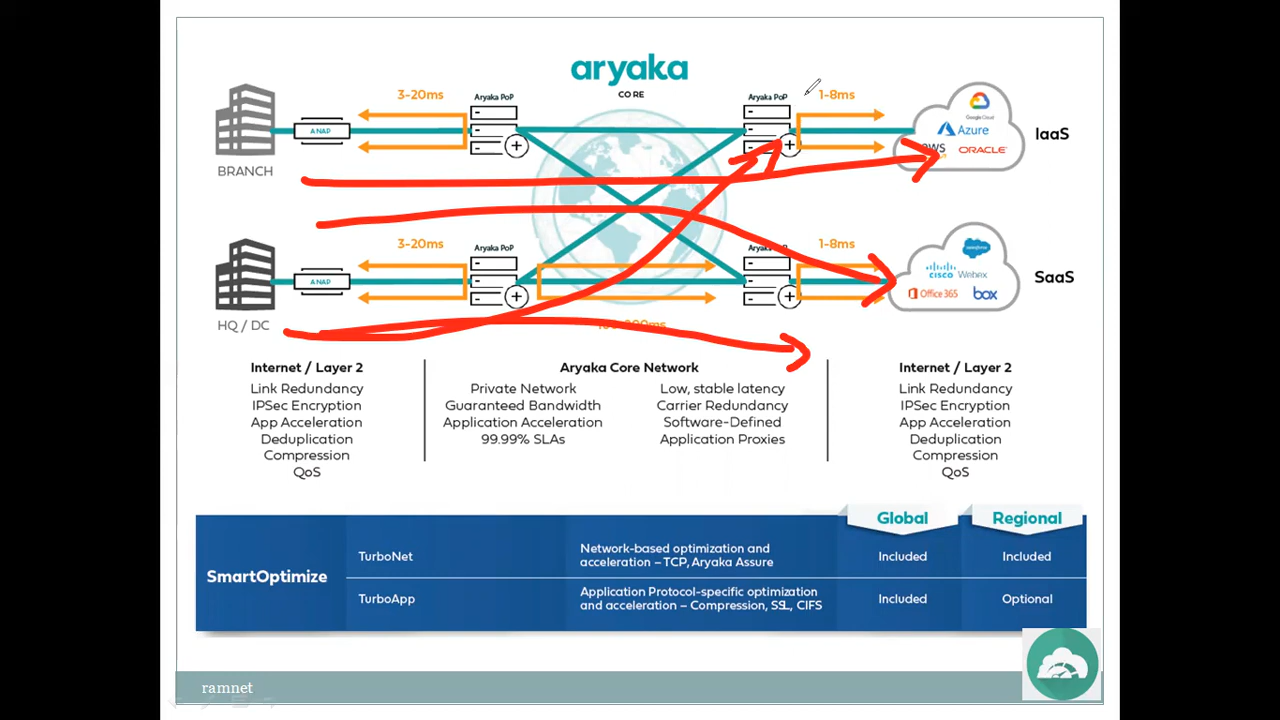 aryaka
CORE
3-20ms
Aryaka PoP
Aryaka PoP
1-8ms
ANAP
Google Cloud
Azure
ORACLE
IaaS
BRANCH
3-20ms
Aryaka PoP
Aryaka PoP
1-8ms
ANAP
salesforce
cisco Webex
Office 365
box
SaaS
HQ / DC
Internet / Layer 2
Link Redundancy
IPSec Encryption
App Acceleration
Deduplication
Compression
QoS
Aryaka Core Network
Private Network
Guaranteed Bandwidth
Application Acceleration
99.99% SLAs
Low, stable latency
Carrier Redundancy
Software-Defined
Application Proxies
Internet / Layer 2
Link Redundancy
IPSec Encryption
App Acceleration
Deduplication
Compression
QoS
Global
Regional
SmartOptimize
TurboNet
Network-based optimization and
acceleration – TCP, Aryaka Assure
Included
Included
TurboApp
Application Protocol-specific optimization
and acceleration – Compression, SSL, CIFS
Included
Optional
ramnet